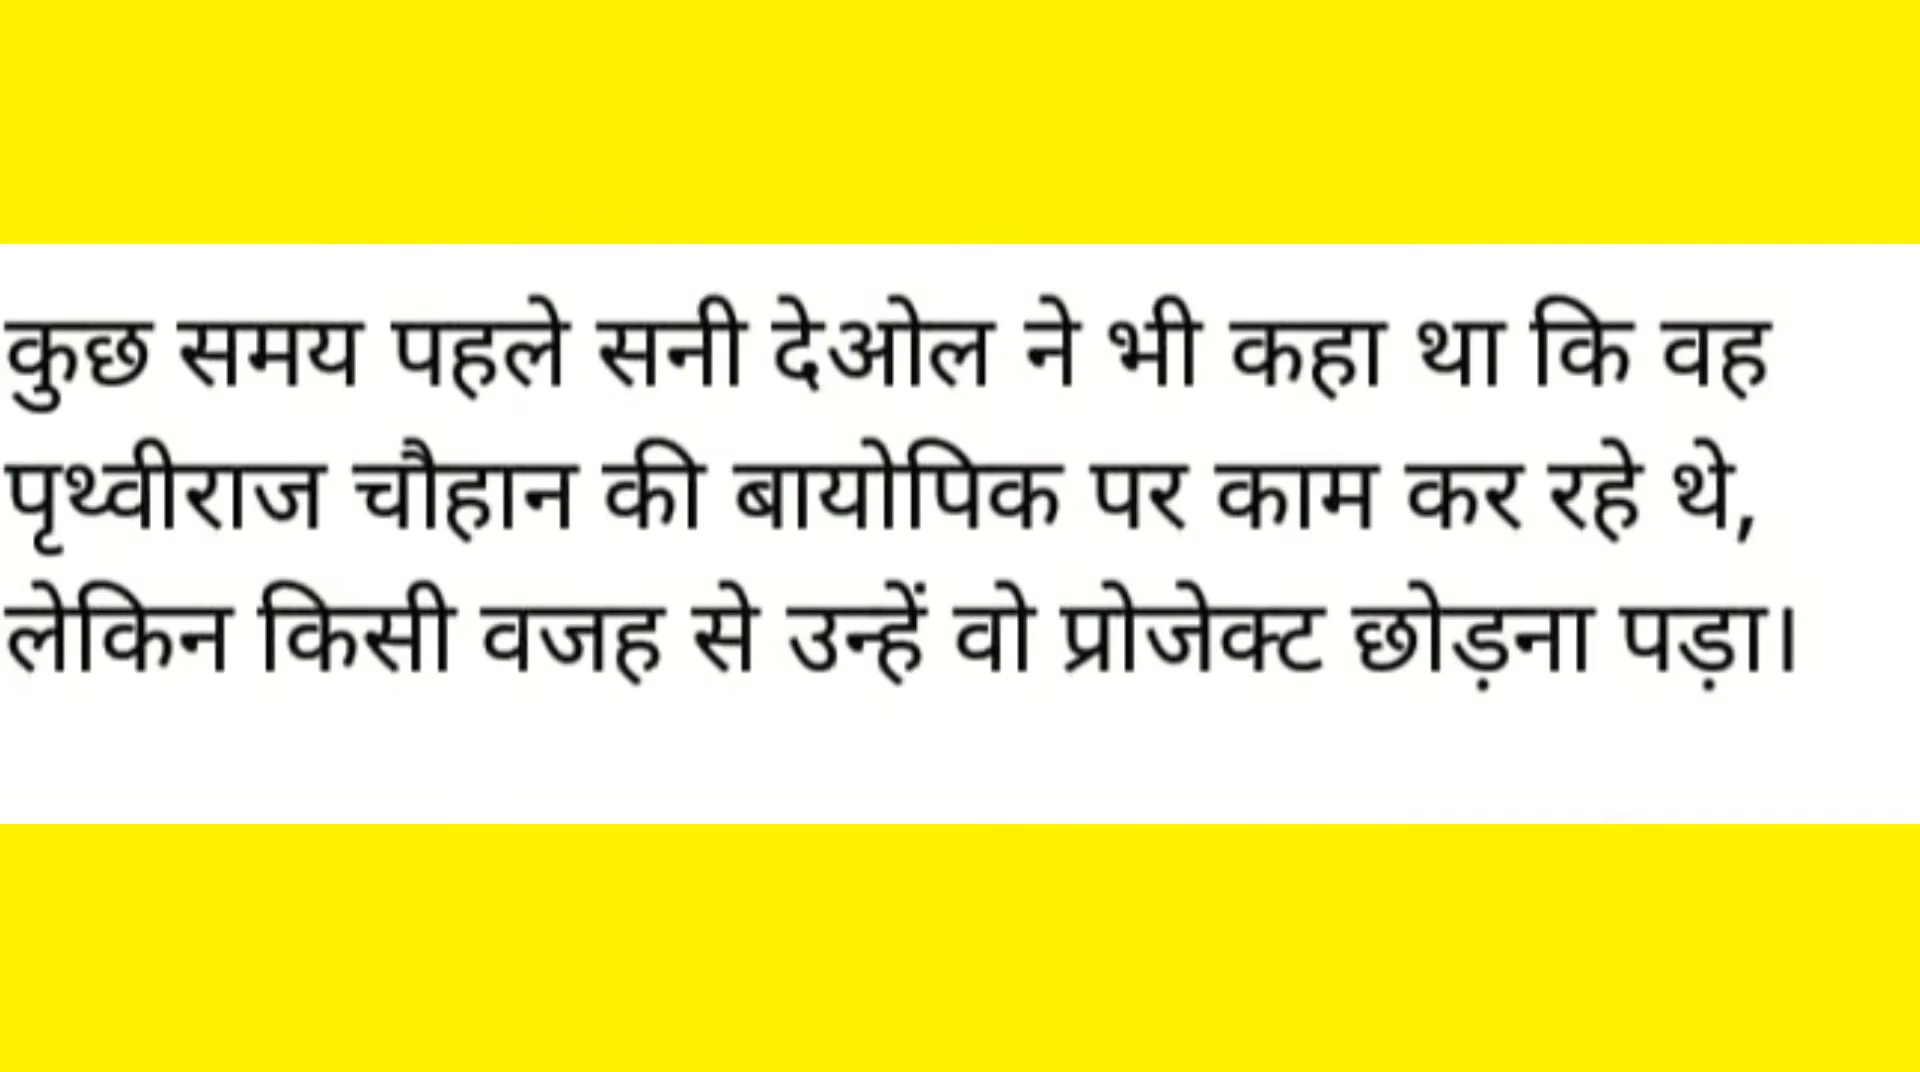 कुछ समय पहले सनी देओल ने भी कहा था कि वह
पृथ्वीराज चौहान की बायोपिक पर काम कर रहे थे,
लेकिन किसी वजह से उन्हें वो प्रोजेक्ट छोड़ना पड़ा।